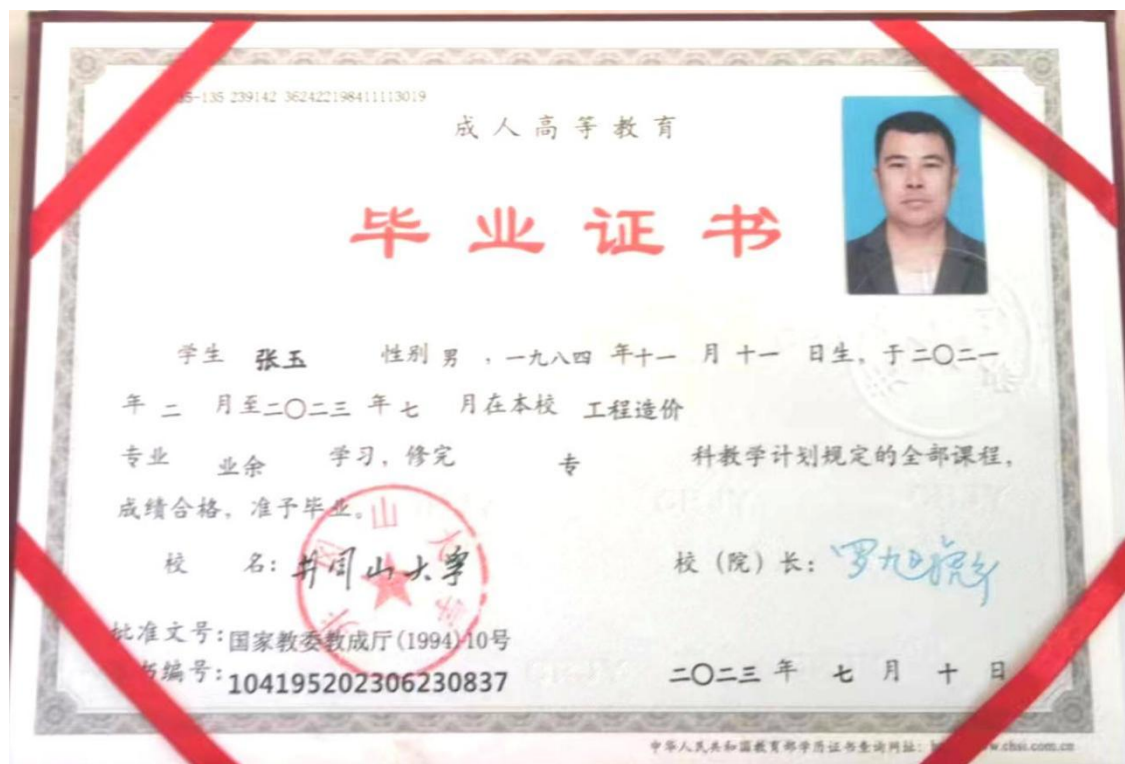 5-135 239142 362422198411113019
成人高等教育
毕业证书
学生 张五 性别 男 ,一九八四 年十一 月 十一 日生,于二〇二一
年 二 月至二〇二三 年 七 月在本校 工程造价
专业 业余 学习,修完 专 科教学计划规定的全部课程,
成绩合格,准予毕业。
校 名:井冈山大学
校(院)长:
批准文号:国家教委教成厅(1994)10号
书编号:104195202306230837
二〇二三 年 七 月 十 日
中华人民共和国教育部学历证书查询网址: w.chsi.com.cn